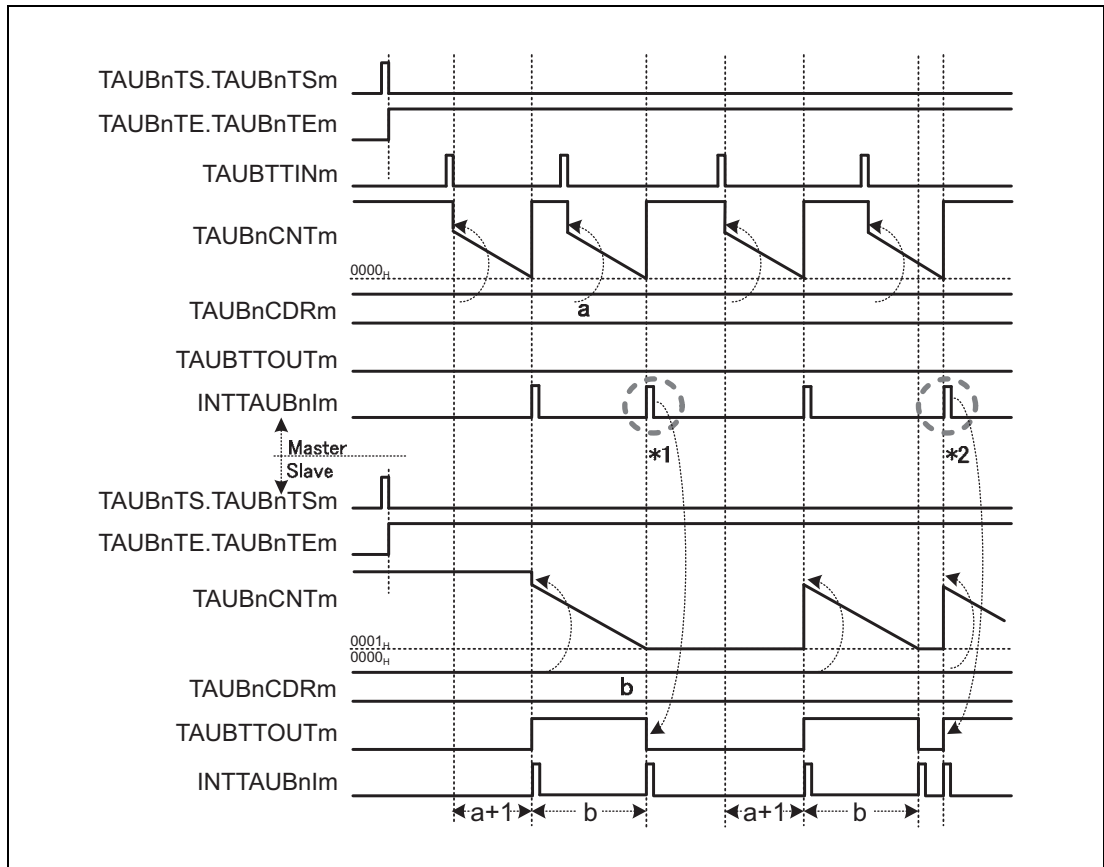 TAUBnTS.TAUBnTSm
TAUBnTE.TAUBnTEm
TAUBTTINm
TAUBnCNTm
0000H
TAUBnCDRm
a
TAUBTTOUTm
INTTAUBnIm
Master
*1
*2
Slave
TAUBnTS.TAUBnTSm
TAUBnTE.TAUBnTEm
TAUBnCNTm
0001H
0000H
TAUBnCDRm
b
TAUBTTOUTm
INTTAUBnIm
a+1 b a+1 b